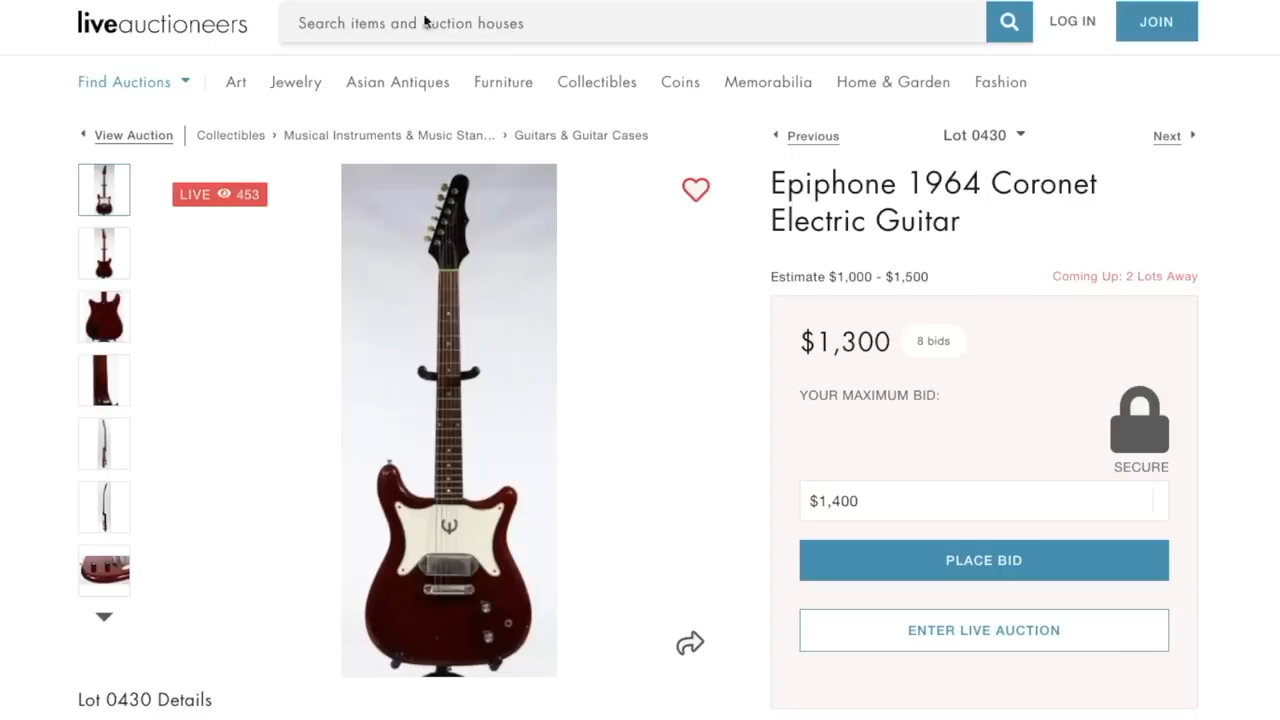 liveauctioneers
Search items and auction houses
LOG IN
JOIN
Find Auctions
Art
Jewelry
Asian Antiques
Furniture
Collectibles
Coins
Memorabilia
Home & Garden
Fashion
View Auction
Collectibles › Musical Instruments & Music Stan... › Guitars & Guitar Cases
Previous
Lot 0430
Next
LIVE 453
Epiphone 1964 Coronet
Electric Guitar
Estimate $1,000 - $1,500
Coming Up: 2 Lots Away
$1,300
8 bids
YOUR MAXIMUM BID:
SECURE
$1,400
PLACE BID
ENTER LIVE AUCTION
Lot 0430 Details